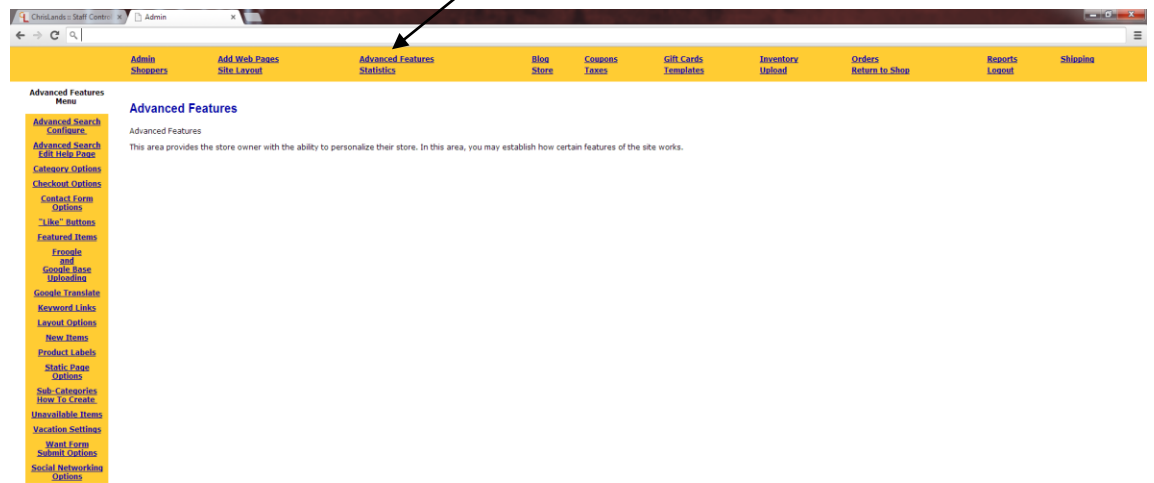 ChrisLands :: Staff Control
Admin
Admin Add Web Pages Advanced Features Blog Coupons Gift Cards Inventory Orders Reports Shipping
Shoppers Site Layout Statistics Store Taxes Templates Upload Return to Shop Logout
Advanced Features
Menu
Advanced Search
Configure
Advanced Search
Edit Help Page
Category Options
Checkout Options
Contact Form
Options
"Like" Buttons
Featured Items
Froogle
and
Google Base
Uploading
Google Translate
Keyword Links
Layout Options
New Items
Product Labels
Static Page
Options
Sub-Categories
How To Create
Unavailable Items
Vacation Settings
Want Form
Submit Options
Social Networking
Options
Advanced Features
Advanced Features
This area provides the store owner with the ability to personalize their store. In this area, you may establish how certain features of the site works.